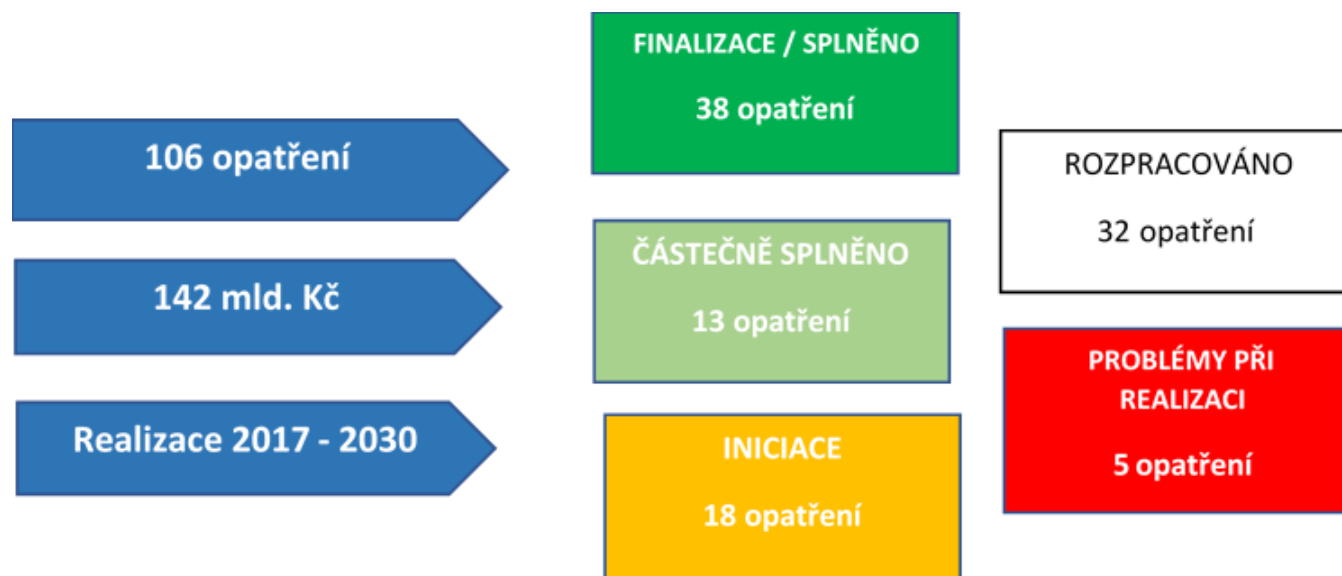 106 opatření
142 mld. Kč
Realizace 2017 - 2030
FINALIZACE / SPLNĚNO
38 opatření
ČÁSTEČNĚ SPLNĚNO
13 opatření
INICIACE
18 opatření
ROZPRACOVÁNO
32 opatření
PROBLÉMY PŘI
REALIZACI
5 opatření